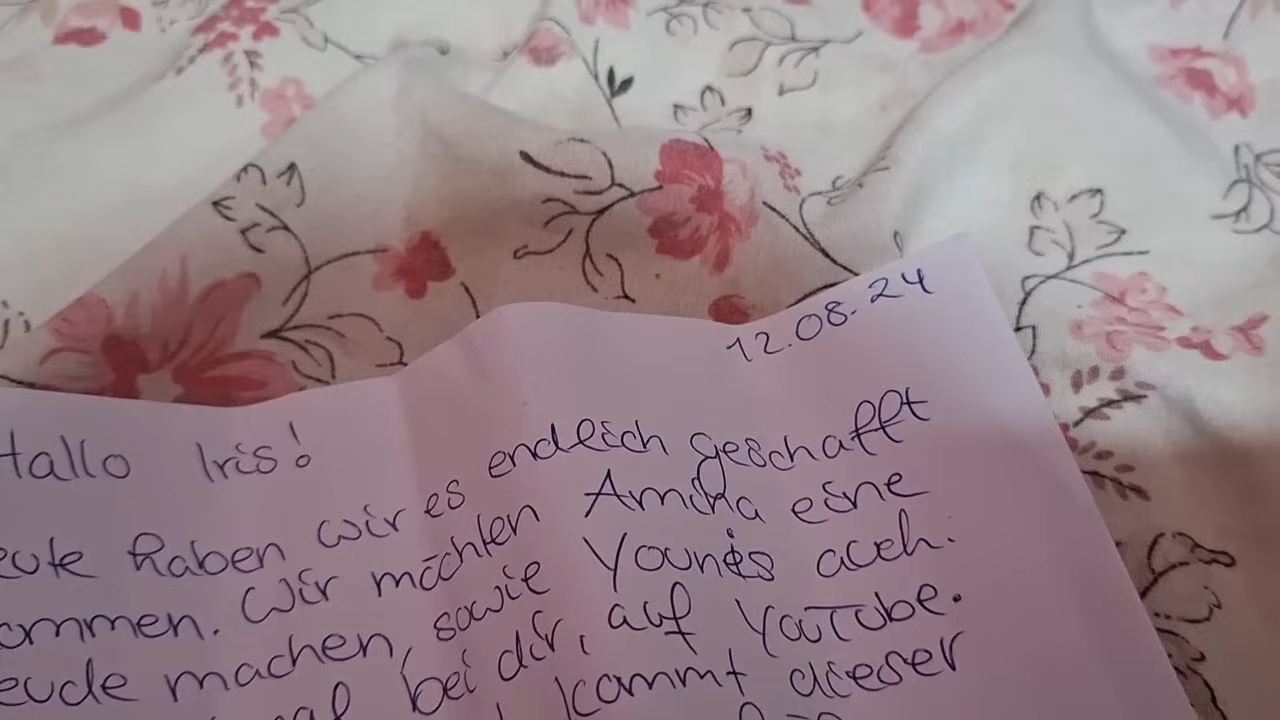 12.08.24
Hallo Iris!
eute haben wir es endlich geschafft
ommen. Wir möchten Amina eine
eude machen, sowie Younes auch.
mal bei dir, auf YouTube.
kommt dieser